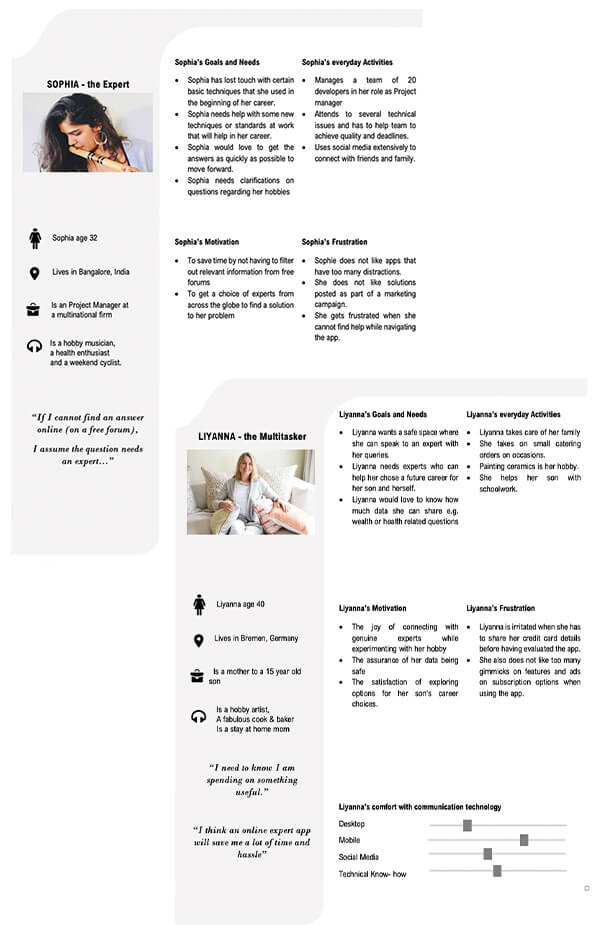 SOPHIA - the Expert
Sophia age 32
Lives in Bangalore, India
Is an Project Manager at
a multinational firm
Is a hobby musician,
a health enthusiast
and a weekend cyclist.
“If I cannot find an answer
online (on a free forum),
I assume the question needs
an expert...”
Sophia's Goals and Needs
• Sophia has lost touch with certain
basic techniques that she used in
the beginning of her career.
• Sophia needs help with some new
techniques or standards at work
that will help in her career.
• Sophia would love to get the
answers as quickly as possible to
move forward.
• Sophia needs clarifications on
questions regarding her hobbies
Sophia's everyday Activities
• Manages a team of 20
developers in her role as Project
manager
• Attends to several technical
issues and has to help team to
achieve quality and deadlines.
• Uses social media extensively to
connect with friends and family.
Sophia's Motivation
• To save time by not having to filter
out relevant information from free
forums
• To get a choice of experts from
across the globe to find a solution
to her problem
Sophia's Frustration
• Sophie does not like apps that
have too many distractions.
• She does not like solutions
posted as part of a marketing
campaign.
• She gets frustrated when she
cannot find help while navigating
the app.
LIYANNA - the Multitasker
Liyanna age 40
Lives in Bremen, Germany
Is a mother to a 15 year old
son
Is a hobby artist,
A fabulous cook & baker
Is a stay at home mom
“I need to know I am
spending on something
useful.”
“I think an online expert app
will save me a lot of time and
hassle”
Liyanna's Goals and Needs
• Liyanna wants a safe space where
she can speak to an expert with
her queries.
• Liyanna needs experts who can
help her chose a future career for
her son and herself.
• Liyanna would love to know how
much data she can share e.g.
wealth or health related questions
Liyanna's everyday Activities
• Liyanna takes care of her family
• She takes on small catering
orders on occasions.
• Painting ceramics is her hobby.
• She helps her son with
schoolwork.
Liyanna's Motivation
• The joy of connecting with
genuine experts while
experimenting with her hobby
• The assurance of her data being
safe
• The satisfaction of exploring
options for her son's career
choices.
Liyanna's Frustration
• Liyanna is irritated when she has
to share her credit card details
before having evaluated the app.
• She also does not like too many
gimmicks on features and ads
on subscription options when
using the app.
Liyanna's comfort with communication technology
Desktop
Mobile
Social Media
Technical Know- how